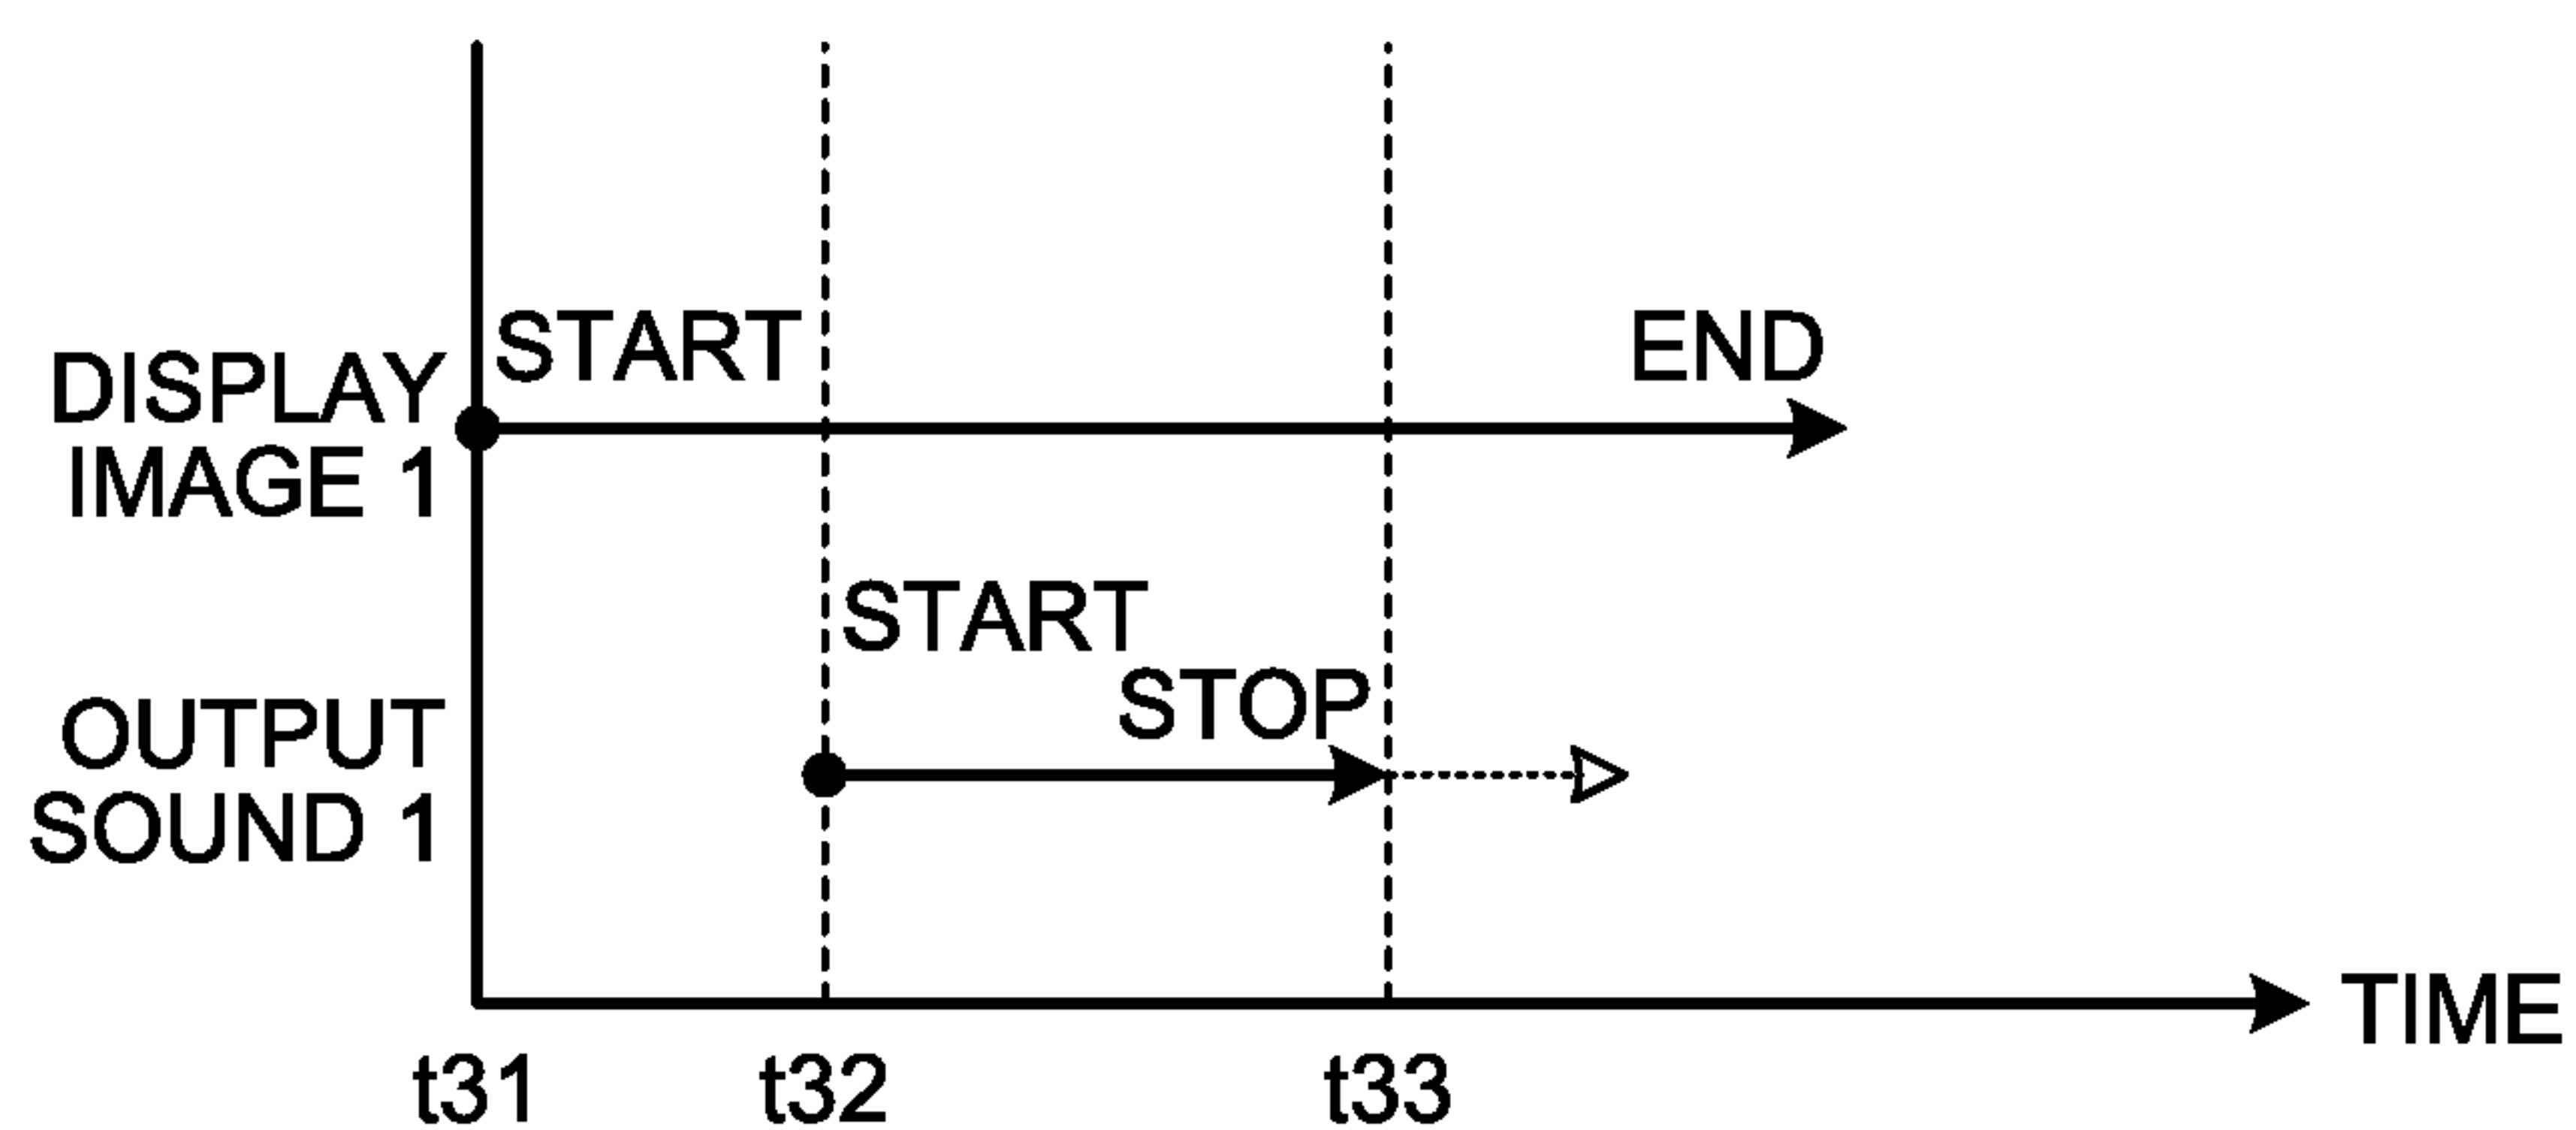 START
END
DISPLAY
IMAGE 1
START
STOP
OUTPUT
SOUND 1
TIME
t31
t32
t33